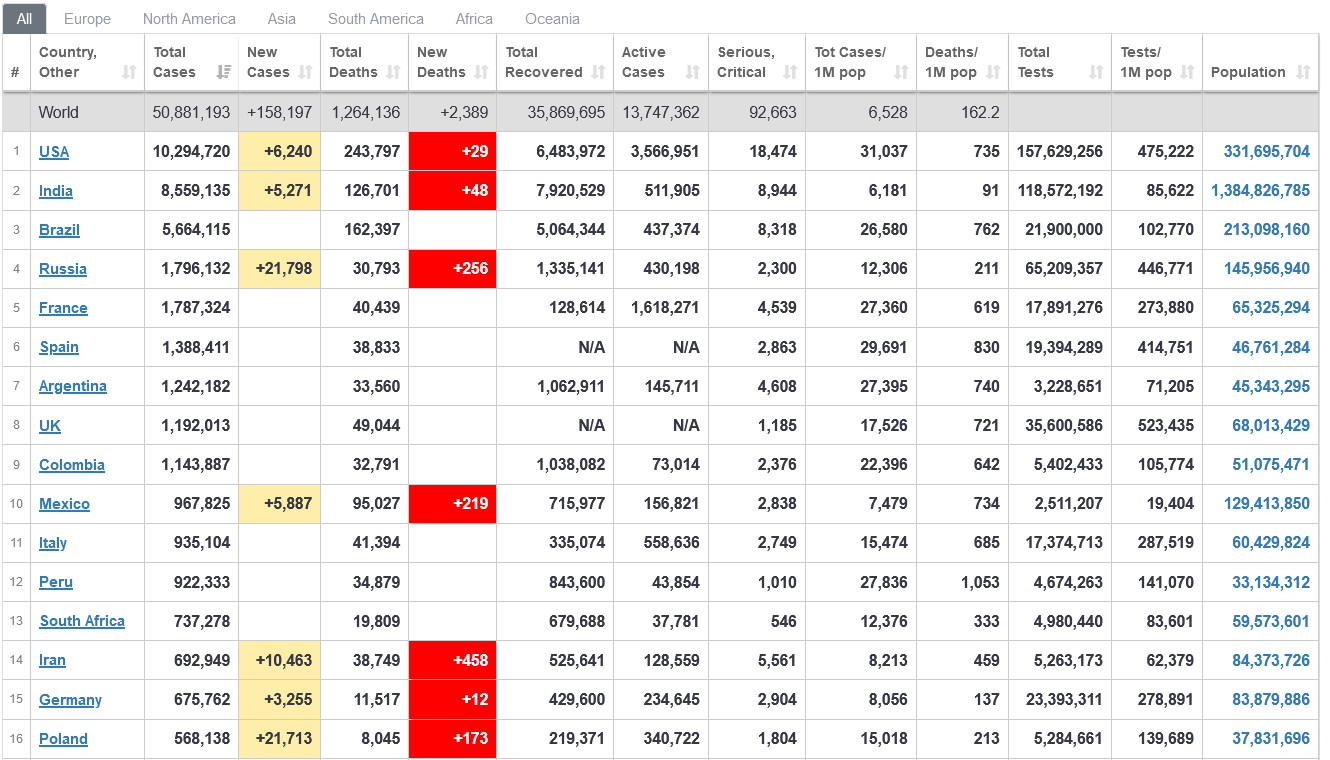 All Europe North America Asia South America Africa Oceania
# Country, Other Total Cases New Cases Total Deaths New Deaths Total Recovered Active Cases Serious, Critical Tot Cases/ 1M pop Deaths/ 1M pop Total Tests Tests/ 1M pop Population
World 50,881,193 +158,197 1,264,136 +2,389 35,869,695 13,747,362 92,663 6,528 162.2
1 USA 10,294,720 +6,240 243,797 +29 6,483,972 3,566,951 18,474 31,037 735 157,629,256 475,222 331,695,704
2 India 8,559,135 +5,271 126,701 +48 7,920,529 511,905 8,944 6,181 91 118,572,192 85,622 1,384,826,785
3 Brazil 5,664,115 162,397 5,064,344 437,374 8,318 26,580 762 21,900,000 102,770 213,098,160
4 Russia 1,796,132 +21,798 30,793 +256 1,335,141 430,198 2,300 12,306 211 65,209,357 446,771 145,956,940
5 France 1,787,324 40,439 128,614 1,618,271 4,539 27,360 619 17,891,276 273,880 65,325,294
6 Spain 1,388,411 38,833 N/A N/A 2,863 29,691 830 19,394,289 414,751 46,761,284
7 Argentina 1,242,182 33,560 1,062,911 145,711 4,608 27,395 740 3,228,651 71,205 45,343,295
8 UK 1,192,013 49,044 N/A N/A 1,185 17,526 721 35,600,586 523,435 68,013,429
9 Colombia 1,143,887 32,791 1,038,082 73,014 2,376 22,396 642 5,402,433 105,774 51,075,471
10 Mexico 967,825 +5,887 95,027 +219 715,977 156,821 2,838 7,479 734 2,511,207 19,404 129,413,850
11 Italy 935,104 41,394 335,074 558,636 2,749 15,474 685 17,374,713 287,519 60,429,824
12 Peru 922,333 34,879 843,600 43,854 1,010 27,836 1,053 4,674,263 141,070 33,134,312
13 South Africa 737,278 19,809 679,688 37,781 546 12,376 333 4,980,440 83,601 59,573,601
14 Iran 692,949 +10,463 38,749 +458 525,641 128,559 5,561 8,213 459 5,263,173 62,379 84,373,726
15 Germany 675,762 +3,255 11,517 +12 429,600 234,645 2,904 8,056 137 23,393,311 278,891 83,879,886
16 Poland 568,138 +21,713 8,045 +173 219,371 340,722 1,804 15,018 213 5,284,661 139,689 37,831,696